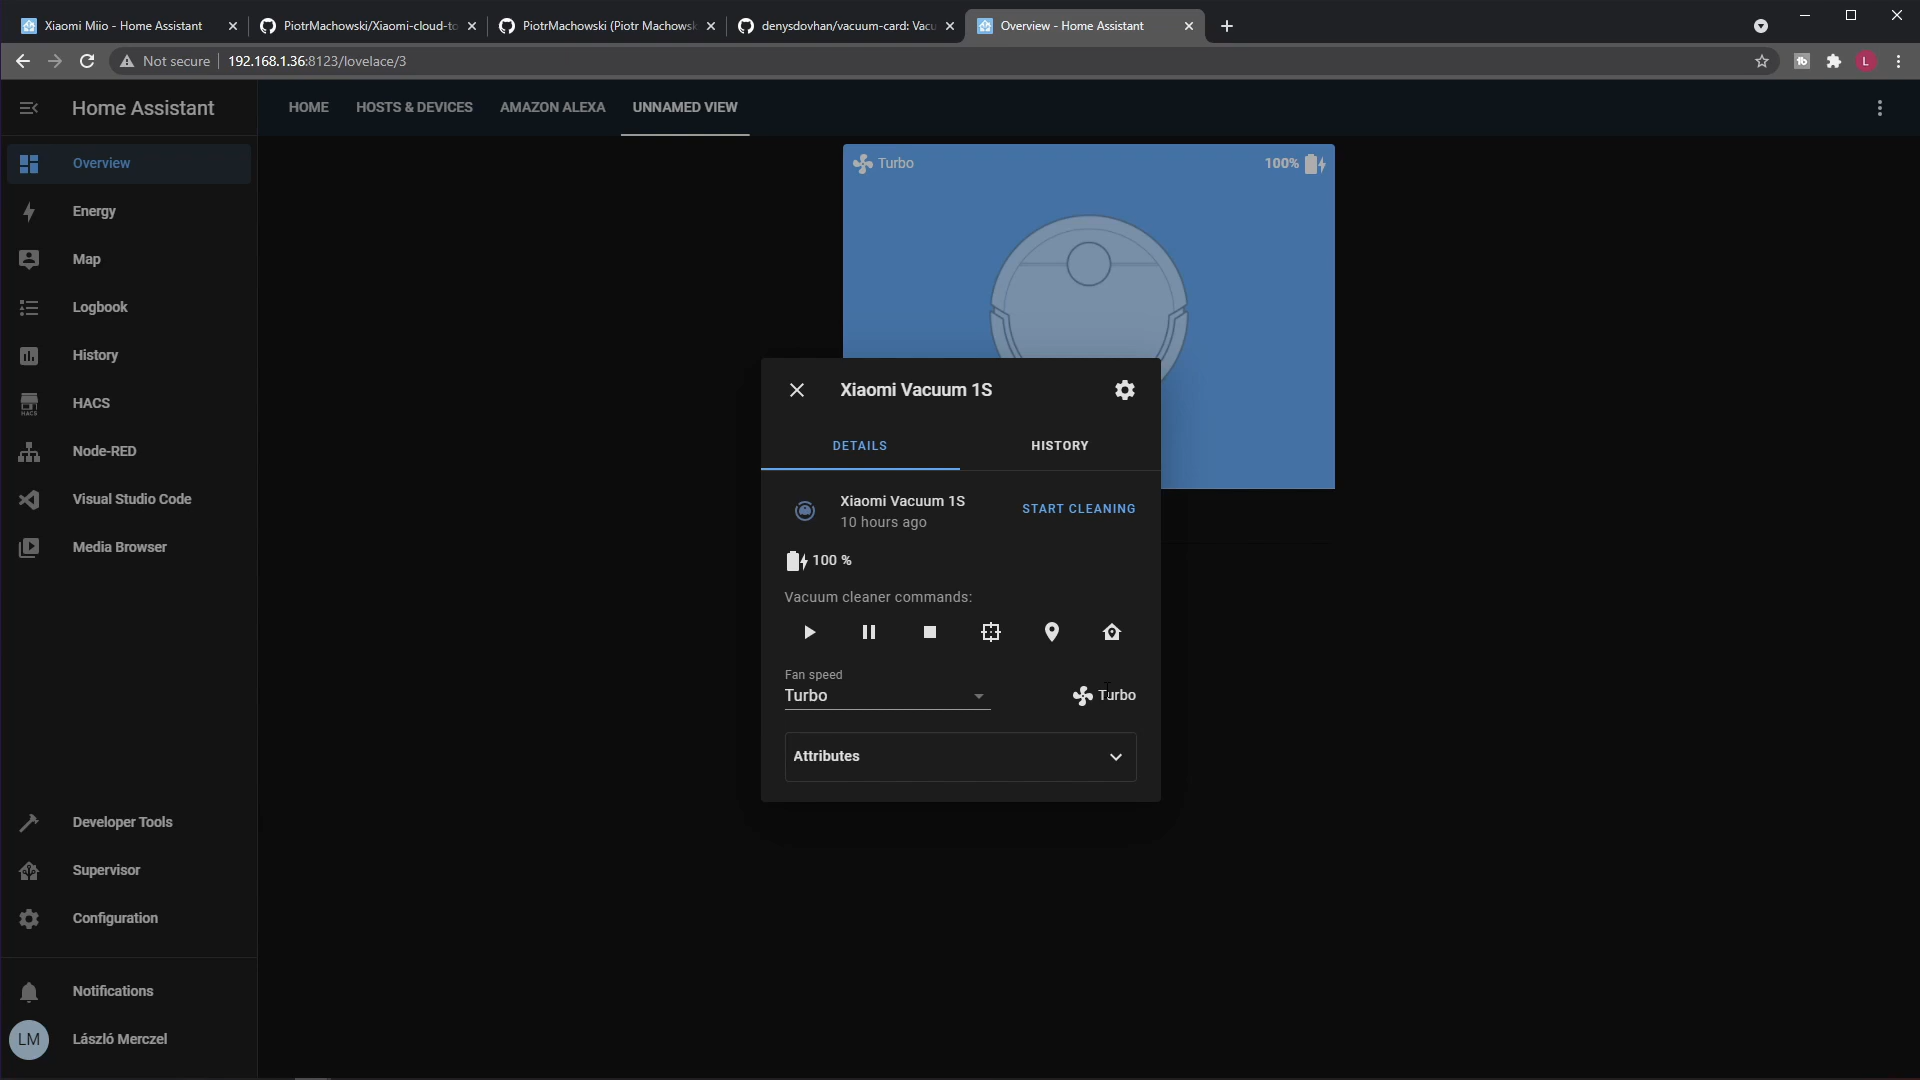 Xiaomi Miio - Home Assistant
PiotrMachowski/Xiaomi-cloud-to
PiotrMachowski (Piotr Machowsk
denysdovhan/vacuum-card: Vacu
Overview - Home Assistant
Not secure
192.168.1.36:8123/lovelace/3
L
Home Assistant
HOME
HOSTS & DEVICES
AMAZON ALEXA
UNNAMED VIEW
Overview
Energy
Map
Logbook
History
HACS
HACS
Node-RED
Visual Studio Code
Media Browser
Developer Tools
Supervisor
Configuration
Notifications
LM
László Merczel
Turbo
100%
Xiaomi Vacuum 1S
DETAILS
HISTORY
Xiaomi Vacuum 1S
10 hours ago
START CLEANING
100 %
Vacuum cleaner commands:
Fan speed
Turbo
Turbo
Attributes